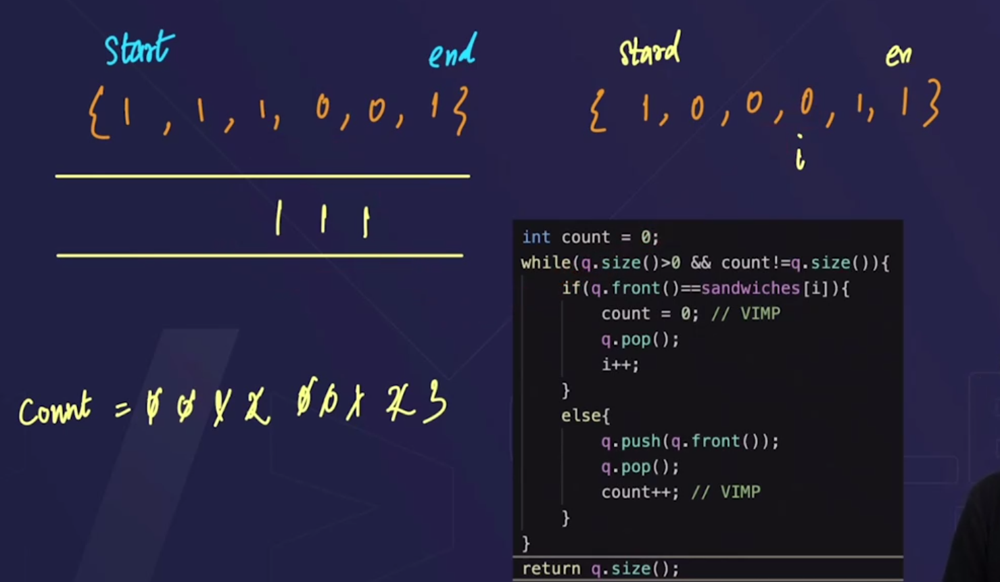 start end
{1, 1, 1, 0, 0, 1}
1 1 1
Count = 0 0 1 2 0 0 1 2 3
stard en
{1, 0, 0, 0, 1, 1}
i
int count = 0;
while(q.size()>0 && count!=q.size()){
if(q.front()==sandwiches[i]){
count = 0; // VIMP
q.pop();
i++;
}
else{
q.push(q.front());
q.pop();
count++; // VIMP
}
}
return q.size();